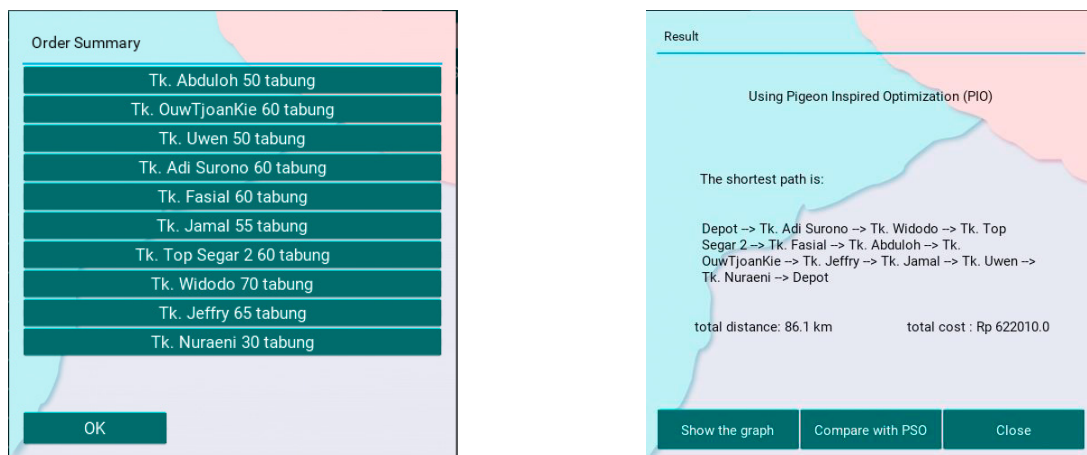 Order Summary
Tk. Abduloh 50 tabung
Tk. OuwTjoanKie 60 tabung
Tk. Uwen 50 tabung
Tk. Adi Surono 60 tabung
Tk. Fasial 60 tabung
Tk. Jamal 55 tabung
Tk. Top Segar 2 60 tabung
Tk. Widodo 70 tabung
Tk. Jeffry 65 tabung
Tk. Nuraeni 30 tabung
OK
Result
Using Pigeon Inspired Optimization (PIO)
The shortest path is:
Depot --> Tk. Adi Surono --> Tk. Widodo --> Tk. Top
Segar 2 --> Tk. Fasial --> Tk. Abduloh --> Tk.
OuwTjoanKie --> Tk. Jeffry --> Tk. Jamal --> Tk. Uwen -->
Tk. Nuraeni --> Depot
total distance: 86.1 km total cost : Rp 622010.0
Show the graph Compare with PSO Close